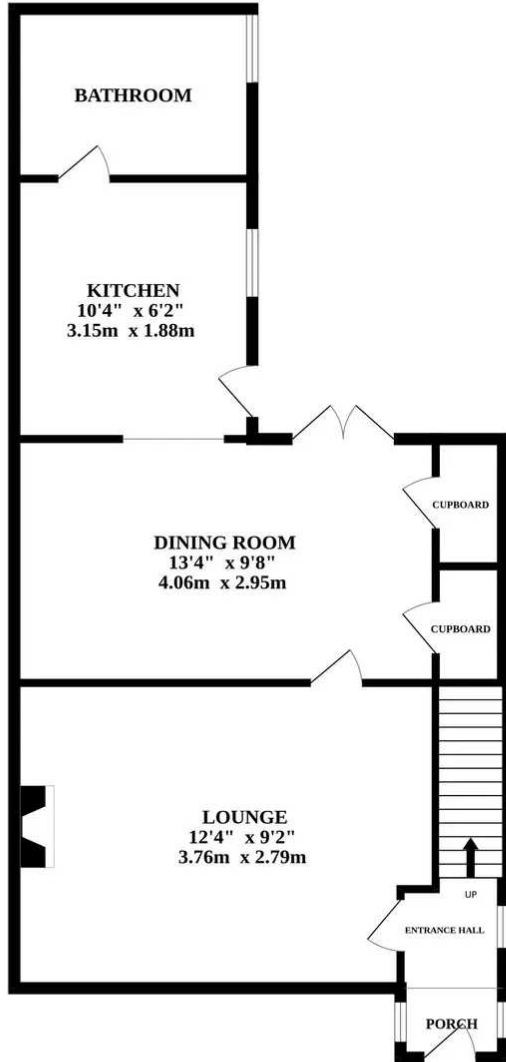 BATHROOM
KITCHEN
10'4" x 6'2"
3.15m x 1.88m
CUPBOARD
DINING ROOM
13'4" x 9'8"
4.06m x 2.95m
CUPBOARD
LOUNGE
12'4" x 9'2"
3.76m x 2.79m
UP
ENTRANCE HALL
PORCH